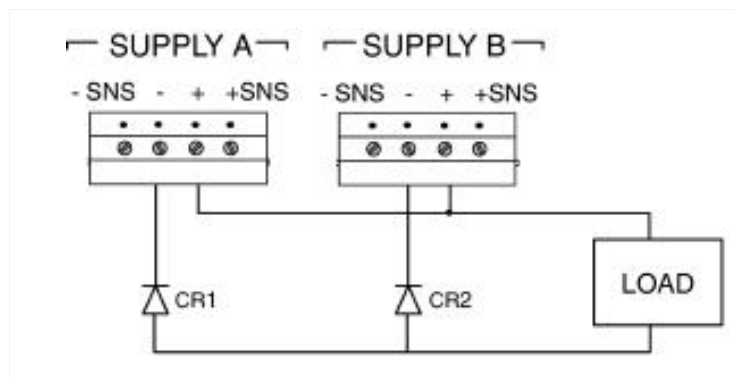 SUPPLY A SUPPLY B
- SNS - + +SNS - SNS - + +SNS
LOAD
CR1 CR2